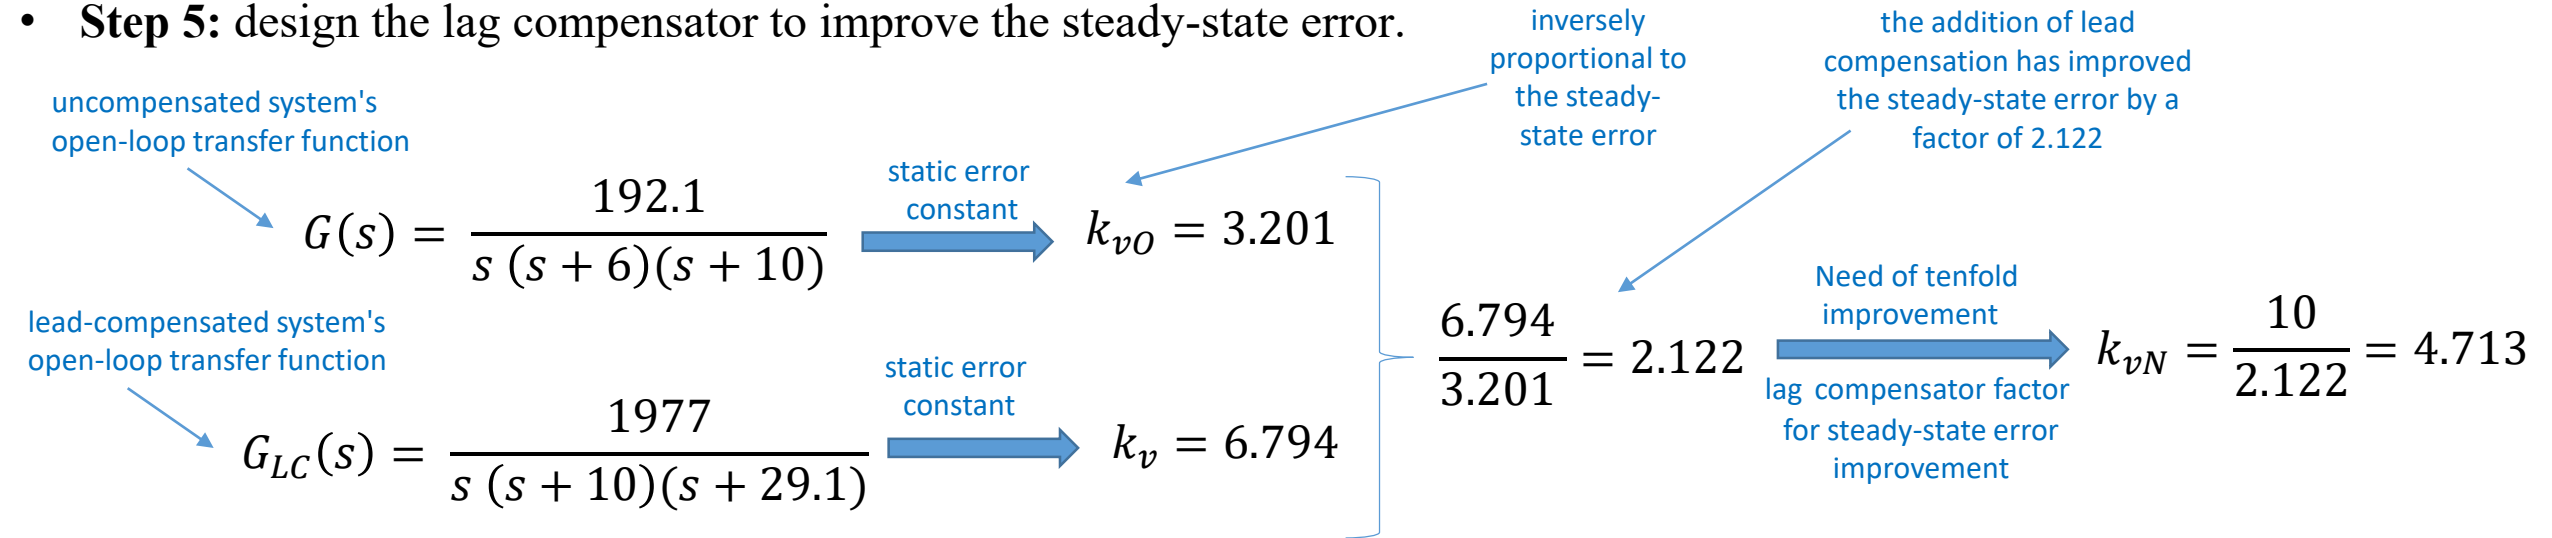 • Step 5: design the lag compensator to improve the steady-state error.
inversely
proportional to
the steady-
state error
the addition of lead
compensation has improved
the steady-state error by a
factor of 2.122
uncompensated system's
open-loop transfer function
G(s) = 192.1 / s (s + 6)(s + 10)
static error
constant
k_vO = 3.201
lead-compensated system's
open-loop transfer function
G_LC(s) = 1977 / s (s + 10)(s + 29.1)
static error
constant
k_v = 6.794
6.794 / 3.201 = 2.122
Need of tenfold
improvement
lag compensator factor
for steady-state error
improvement
k_vN = 10 / 2.122 = 4.713